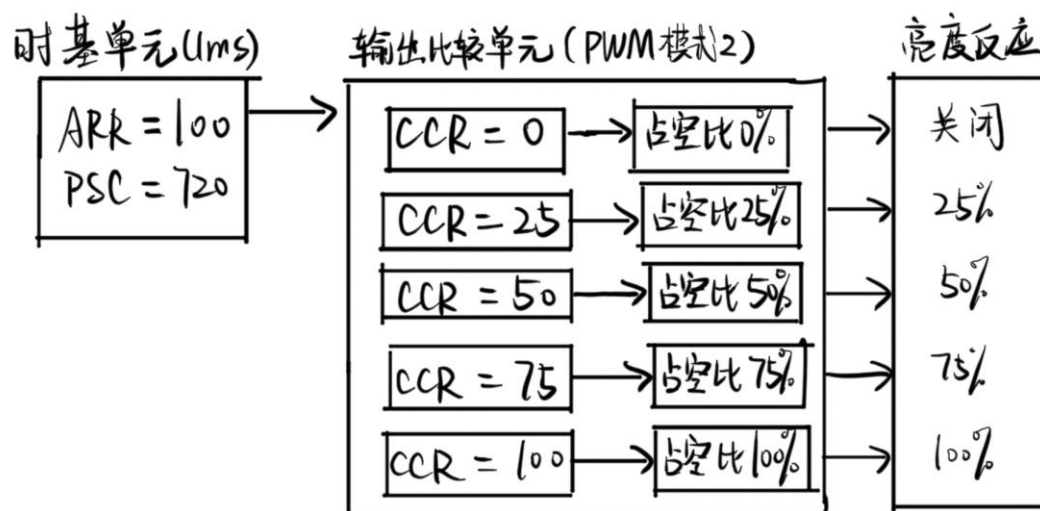 时基单元(1ms)
输出比较单元(PWM模式2)
亮度反应
ARR = 100
PSC = 720
CCR = 0
占空比0%
关闭
CCR = 25
占空比25%
25%
CCR = 50
占空比50%
50%
CCR = 75
占空比75%
75%
CCR = 100
占空比100%
100%